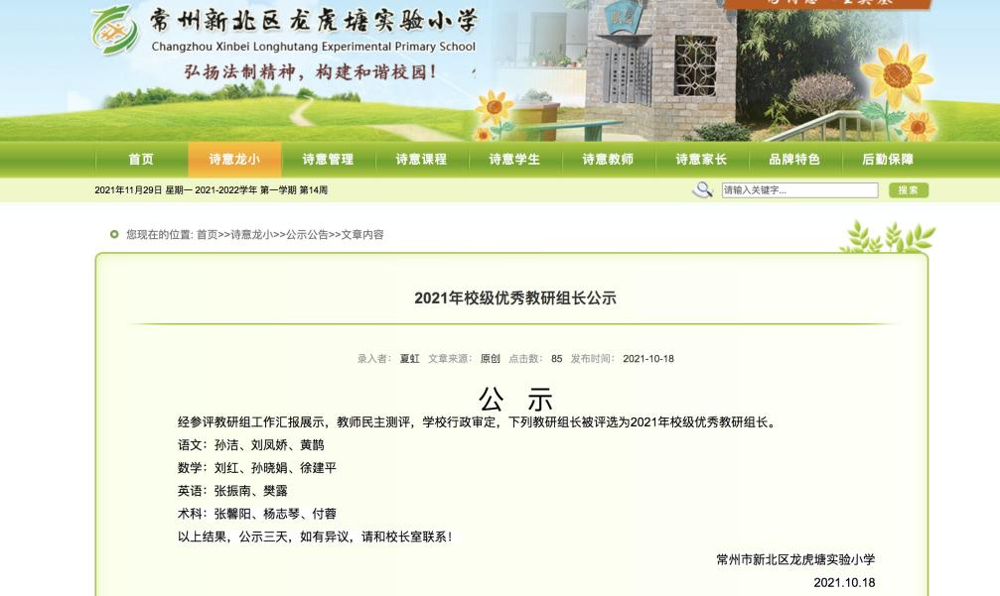 常州新北区龙虎塘实验小学
Changzhou Xinbei Longhutang Experimental Primary School
弘扬法制精神，构建和谐校园！
首页 诗意龙小 诗意管理 诗意课程 诗意学生 诗意教师 诗意家长 品牌特色 后勤保障
2021年11月29日 星期一 2021-2022学年 第一学期 第14周
请输入关键字... 搜索
您现在的位置: 首页>>诗意龙小>>公示公告>>文章内容
2021年校级优秀教研组长公示
录入者： 夏虹 文章来源： 原创 点击数： 85 发布时间： 2021-10-18
公 示
经参评教研组工作汇报展示，教师民主测评，学校行政审定，下列教研组长被评选为2021年校级优秀教研组长。
语文：孙洁、刘凤娇、黄鹊
数学：刘红、孙晓娟、徐建平
英语：张振南、樊露
术科：张馨阳、杨志琴、付蓉
以上结果，公示三天，如有异议，请和校长室联系！
常州市新北区龙虎塘实验小学
2021.10.18